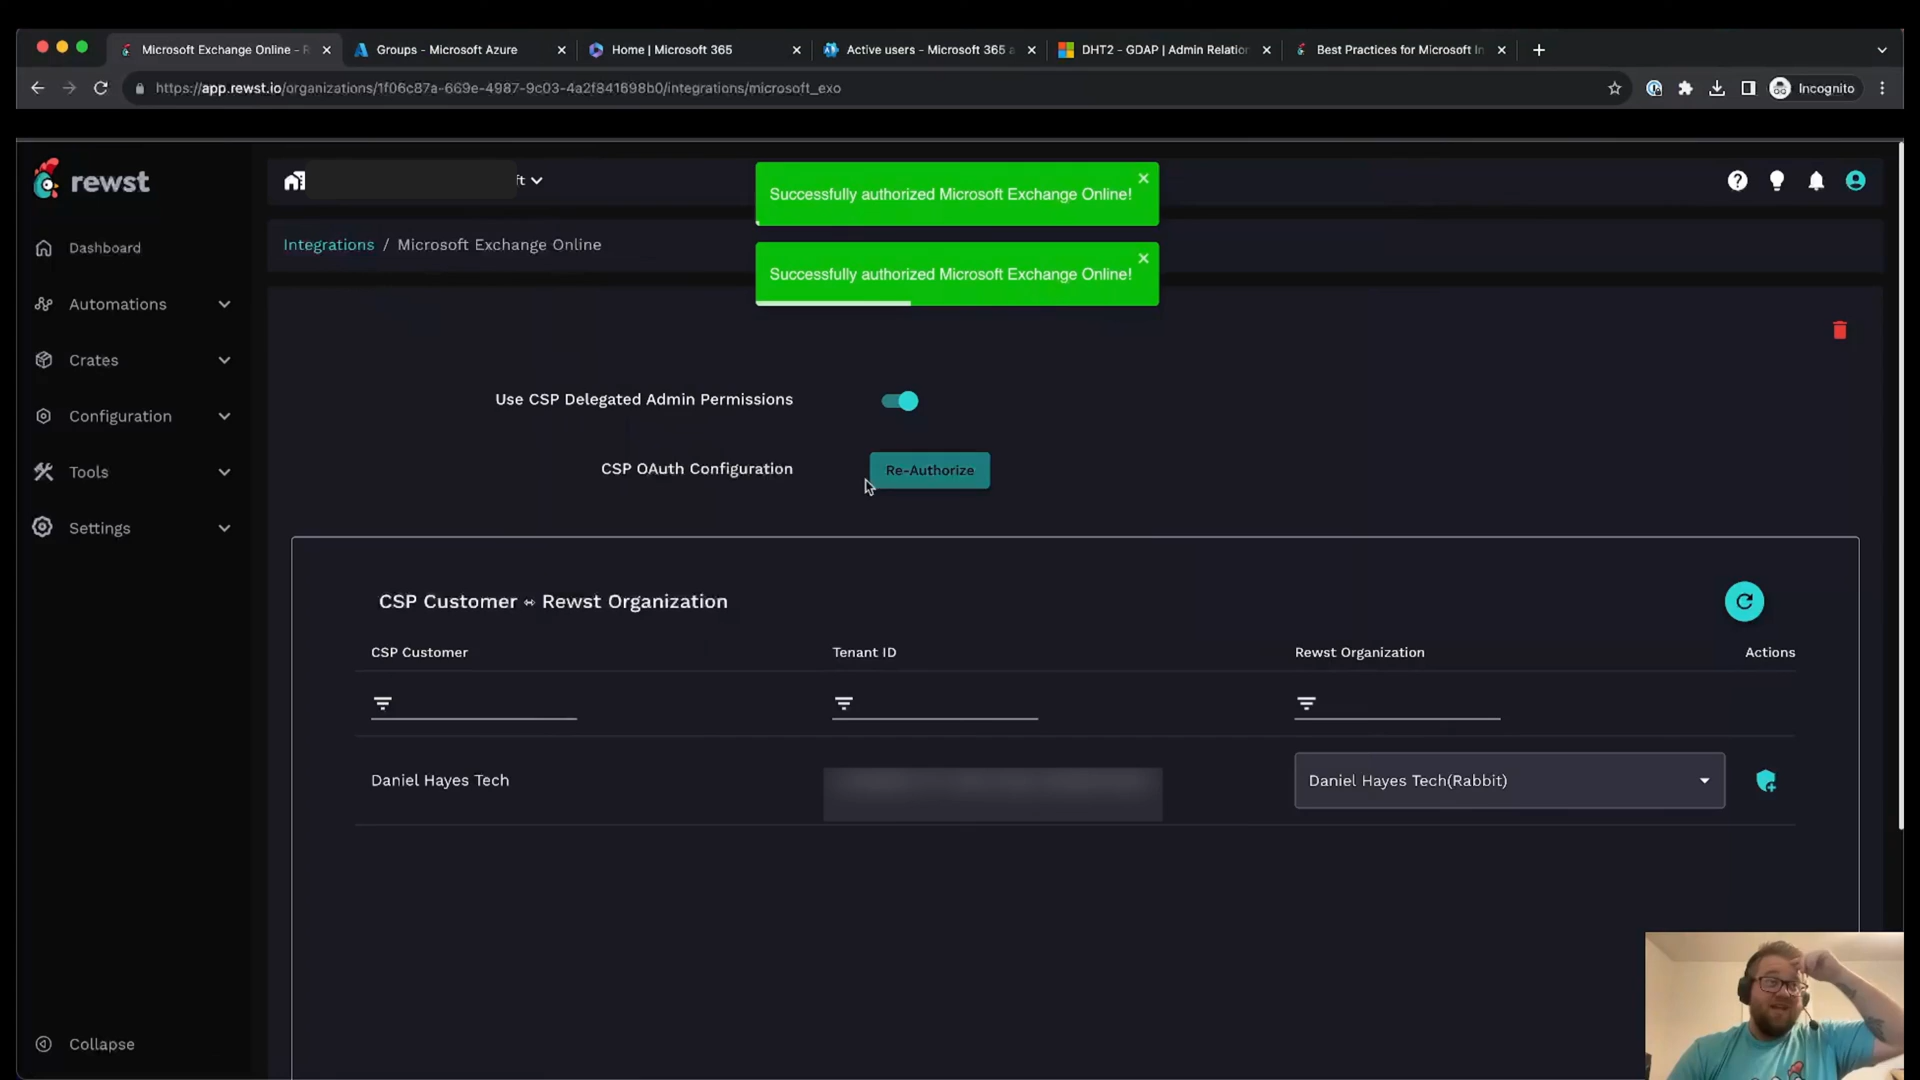 Microsoft Exchange Online - R
Groups - Microsoft Azure
Home | Microsoft 365
Active users - Microsoft 365 a
DHT2 - GDAP | Admin Relation
Best Practices for Microsoft In
https://app.rewst.io/organizations/1f06c87a-669e-4987-9c03-4a2f841698b0/integrations/microsoft_exo
Incognito
rewst
ft
Successfully authorized Microsoft Exchange Online!
Integrations / Microsoft Exchange Online
Successfully authorized Microsoft Exchange Online!
Dashboard
Automations
Crates
Configuration
Tools
Settings
Use CSP Delegated Admin Permissions
CSP OAuth Configuration
Re-Authorize
CSP Customer ⇔ Rewst Organization
CSP Customer
Tenant ID
Rewst Organization
Actions
Daniel Hayes Tech
Daniel Hayes Tech(Rabbit)
Collapse